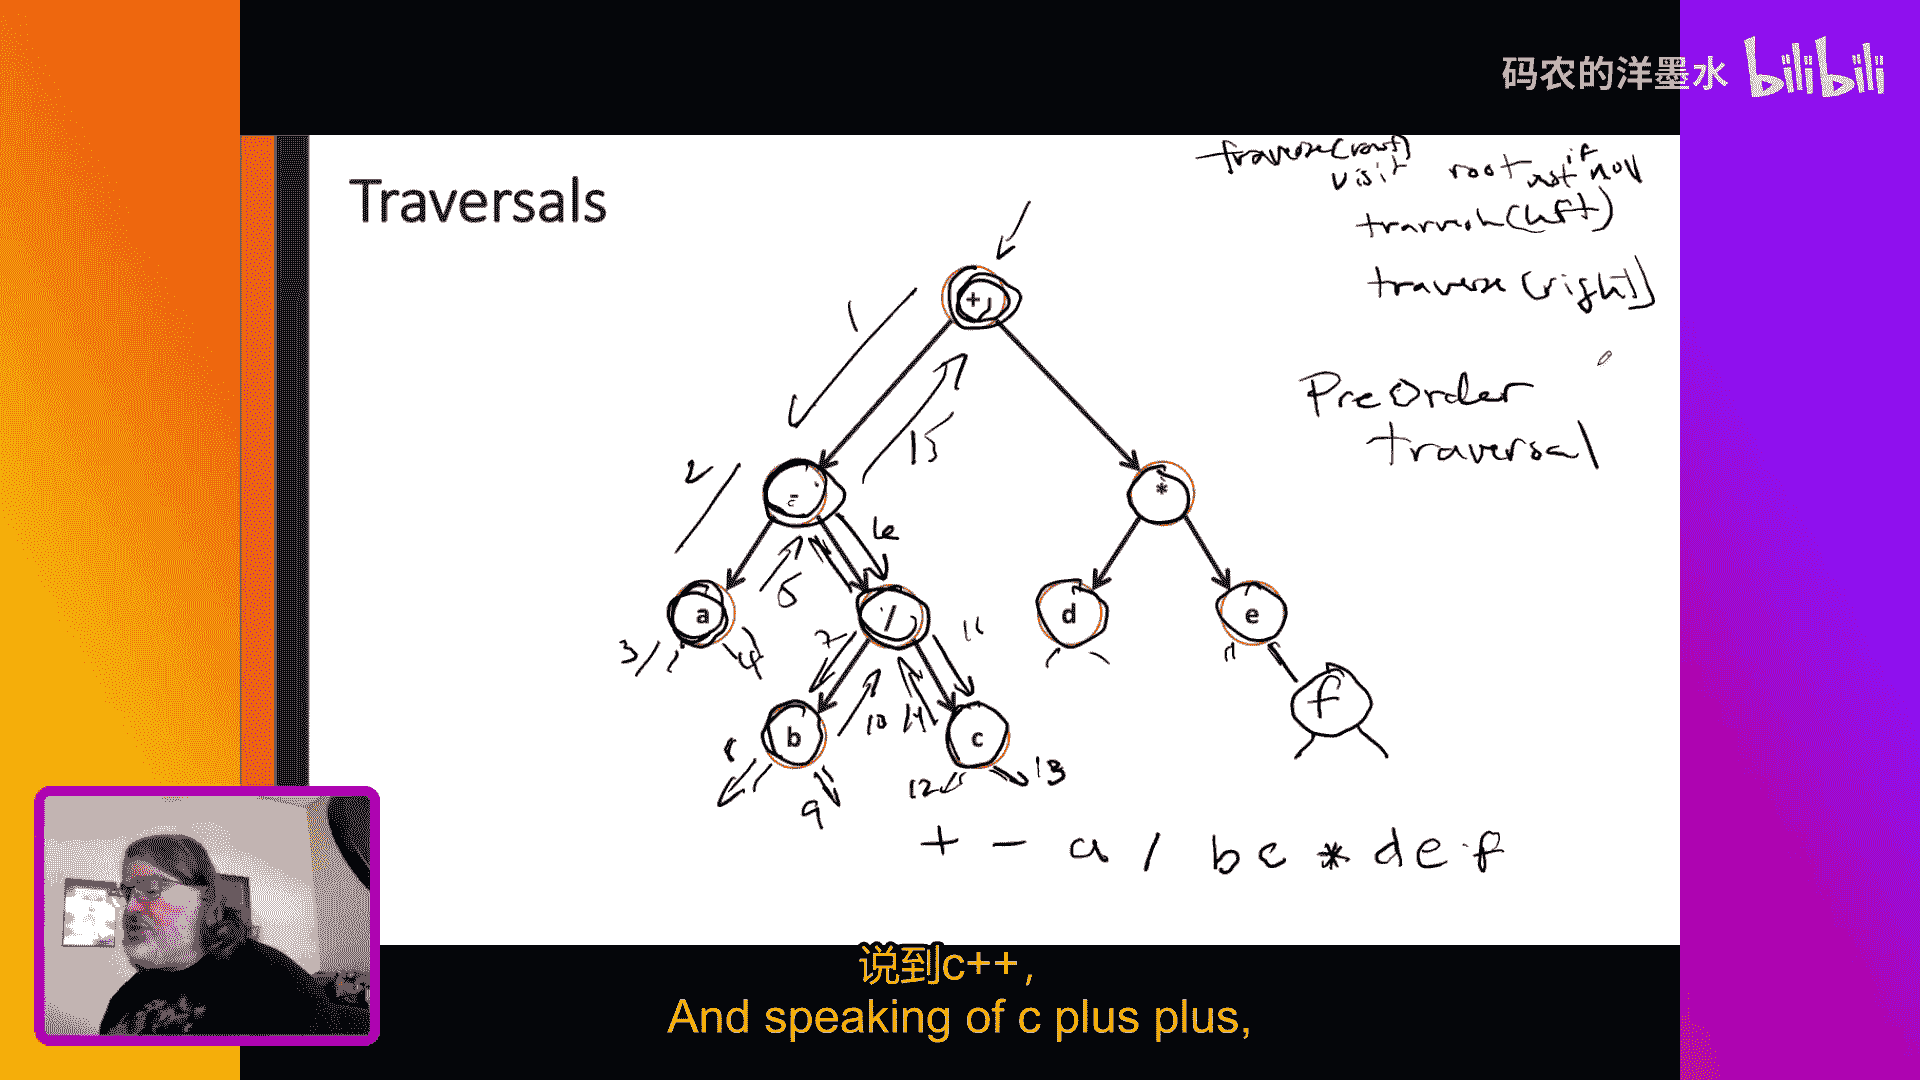 码农的洋墨水 bilibili
Traversals
traverse(root)
visit root if not null
traverse(left)
traverse(right)
PreOrder
traversal
+
1
15
2
-
*
6
a
5
/
d
e
3
4
7
11
f
b
10
14
c
8
9
12
13
+ - a / b c * d e f
说到c++,
And speaking of c plus plus,